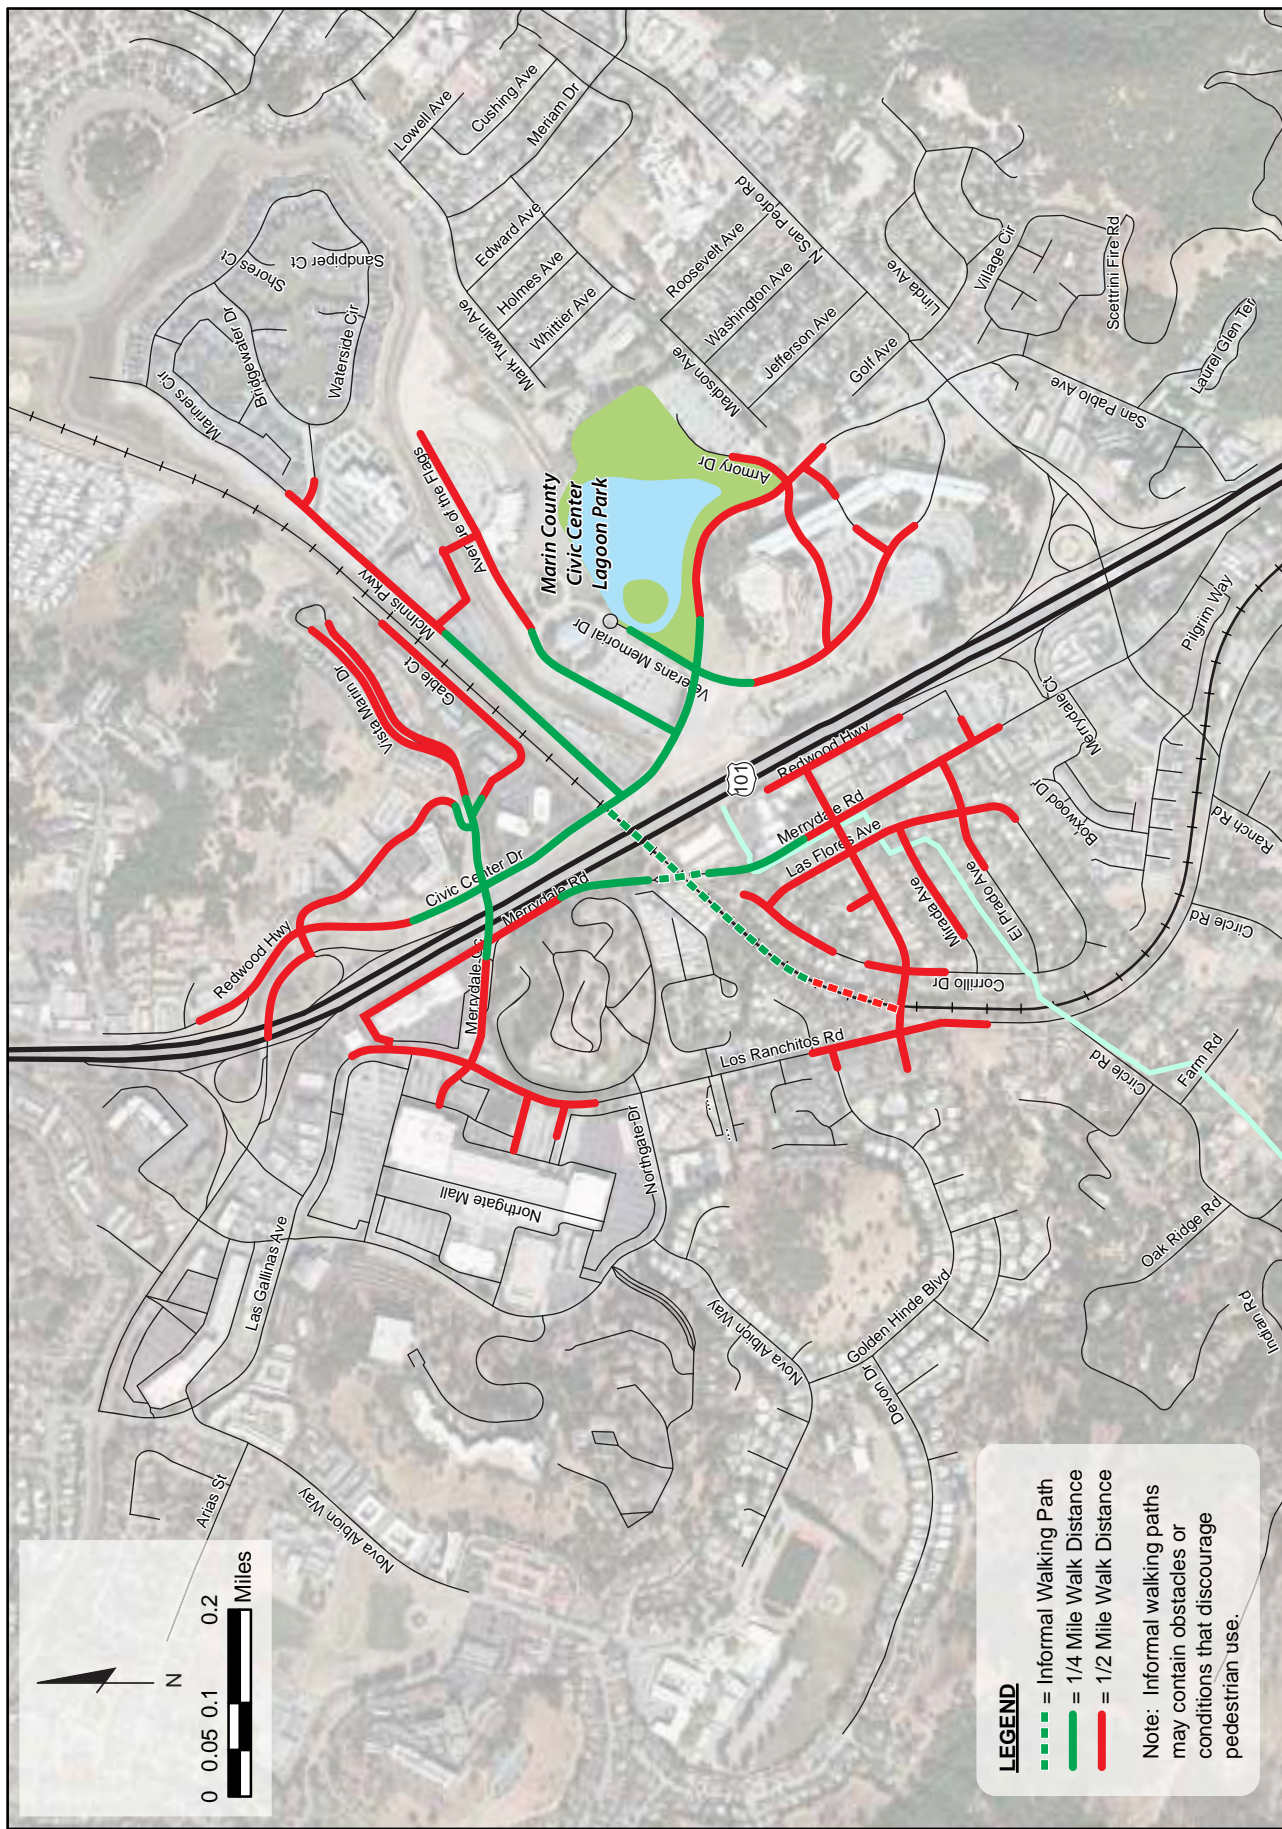 Lowell Ave
Cushing Ave
Meriam Dr
Edward Ave
Holmes Ave
Whittier Ave
Mark Twain Ave
Shores Ct
Sandpiper Ct
Bridgewater Dr
Waterside Cir
Mariners Cir
N San Pedro Rd
Roosevelt Ave
Washington Ave
Jefferson Ave
Madison Ave
Golf Ave
Linda Ave
Village Cir
Scettrini Fire Rd
Laurel Glen Ter
San Pablo Ave
Armory Dr
Marin County
Civic Center
Lagoon Park
Avenue of the Flags
McInnis Pkwy
Veterans Memorial Dr
Gable Ct
Vista Marin Dr
Civic Center Dr
Redwood Hwy
Merrydale Rd
101
Redwood Hwy
Merrydale Rd
Las Flores Ave
Merrydale Ct
Pilgrim Way
Boxwood Dr
Ranch Rd
Circle Rd
Mirada Ave
El Prado Ave
Corrillo Dr
Los Ranchitos Rd
Circle Rd
Farm Rd
Northgate Dr
...
...
Northgate Mall
Las Gallinas Ave
Nova Albion Way
Golden Hinde Blvd
Devon Dr
Oak Ridge Rd
Indian Rd
Arias St
Nova Albion Way
N
0 0.05 0.1 0.2
Miles
LEGEND
= Informal Walking Path
= 1/4 Mile Walk Distance
= 1/2 Mile Walk Distance
Note: Informal walking paths
may contain obstacles or
conditions that discourage
pedestrian use.